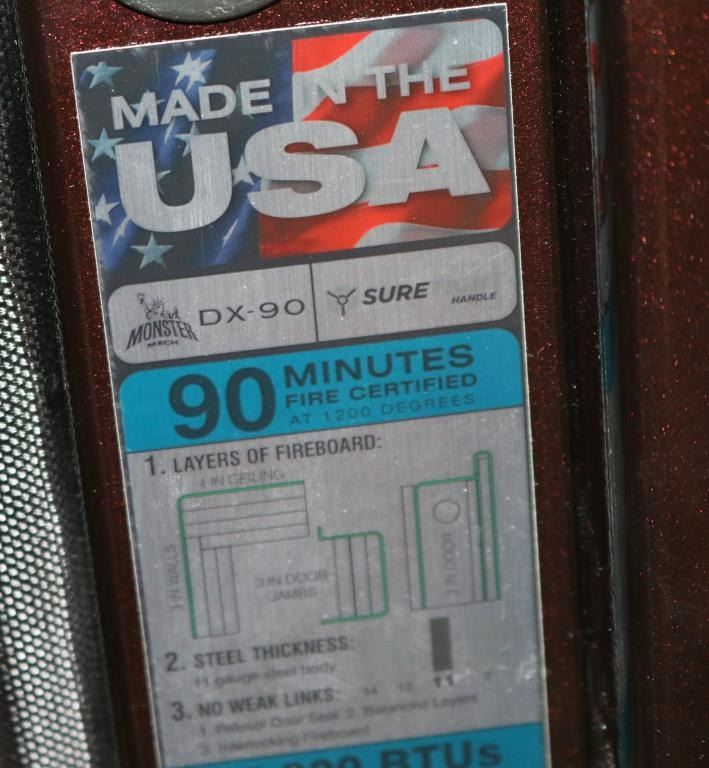 MADE IN THE
USA
MONSTER
MECH
DX-90
SURE HANDLE
90 MINUTES
FIRE CERTIFIED
AT 1200 DEGREES
1. LAYERS OF FIREBOARD:
4 IN CEILING
3 IN WALLS
3 IN DOOR
JAMBS
3 IN DOOR
2. STEEL THICKNESS:
11 gauge steel body
14 12 11 7
3. NO WEAK LINKS:
1. Palusol Door Seal 2. Balanced Layers
3. Interlocking Fireboard
BTUs